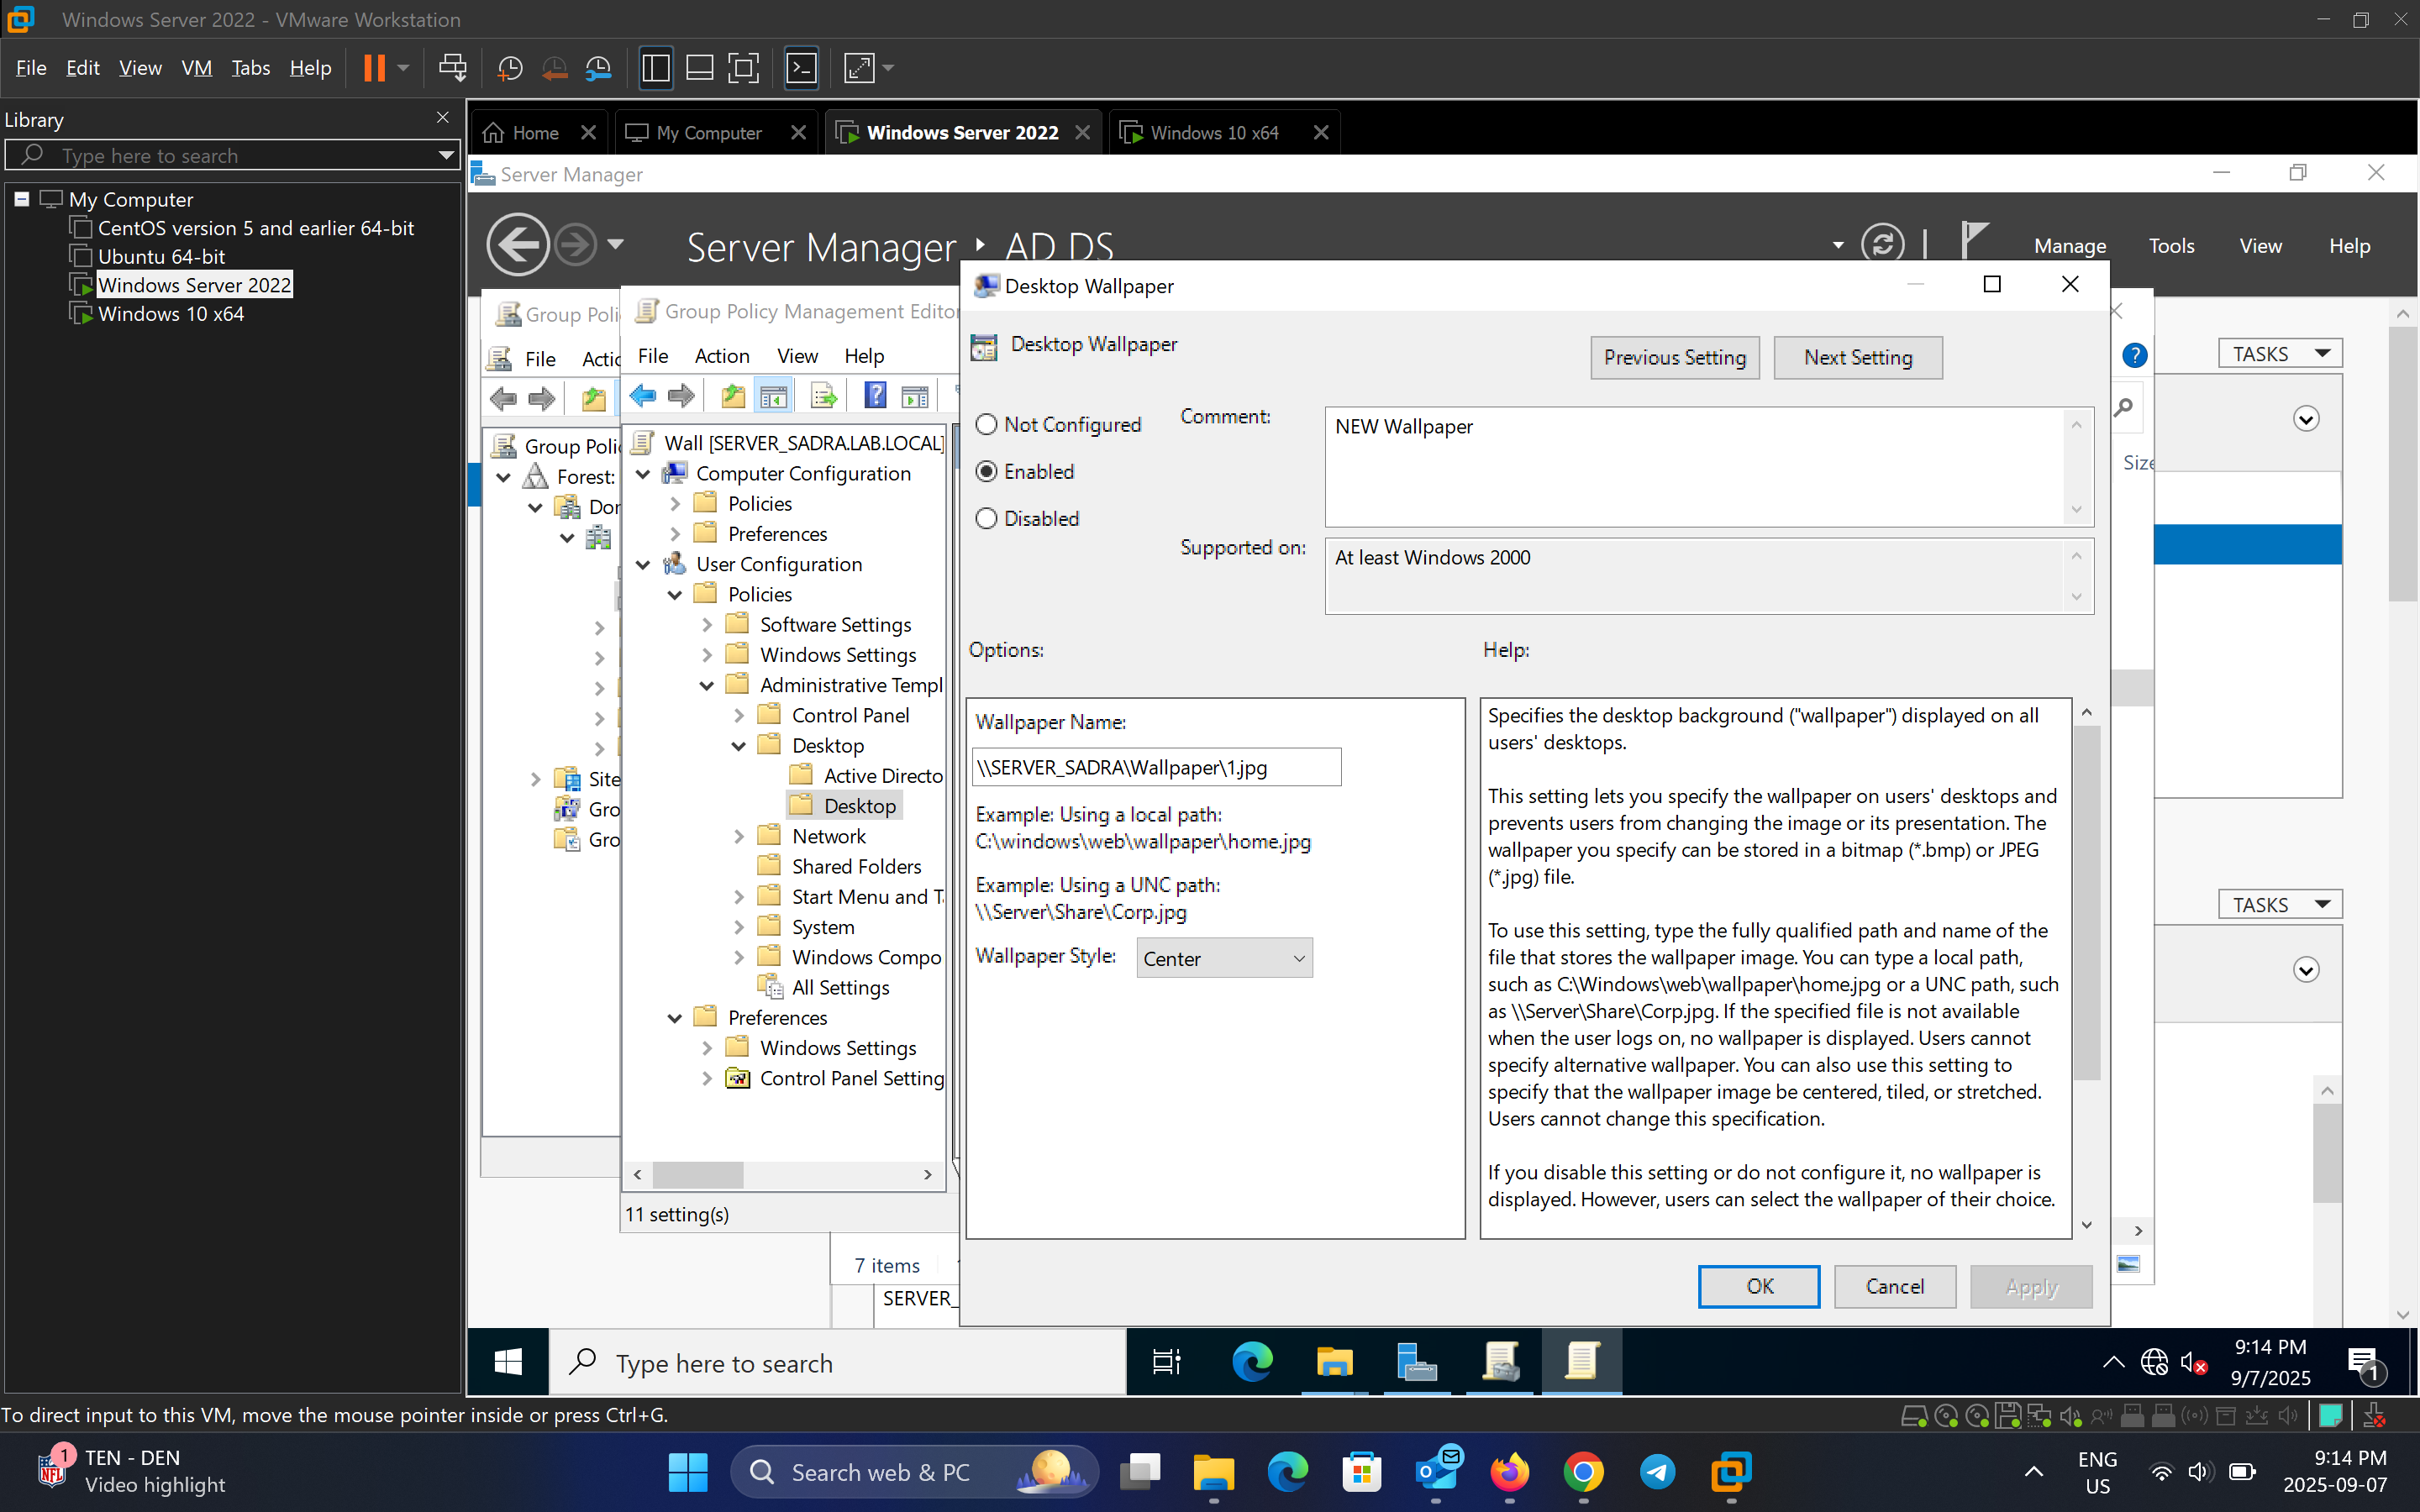 Windows Server 2022 - VMware Workstation
File Edit View VM Tabs Help
Library
Type here to search
My Computer
CentOS version 5 and earlier 64-bit
Ubuntu 64-bit
Windows Server 2022
Windows 10 x64
Home
My Computer
Windows Server 2022
Windows 10 x64
Server Manager
Server Manager AD DS
Manage Tools View Help
TASKS
Size
TASKS
Group Poli
File
Group Poli
Forest:
Site
Gro
Gro
Group Policy Management Editor
File Action View Help
Wall [SERVER_SADRA.LAB.LOCAL]
Computer Configuration
Policies
Preferences
User Configuration
Policies
Software Settings
Windows Settings
Administrative Templ
Control Panel
Desktop
Active Directo
Desktop
Network
Shared Folders
Start Menu and T
System
Windows Compo
All Settings
Preferences
Windows Settings
Control Panel Setting
11 setting(s)
7 items
SERVER_
Desktop Wallpaper
Desktop Wallpaper
Previous Setting
Next Setting
Not Configured
Enabled
Disabled
Comment:
NEW Wallpaper
Supported on:
At least Windows 2000
Options:
Help:
Wallpaper Name:
\\SERVER_SADRA\Wallpaper\1.jpg
Example: Using a local path:
C:\windows\web\wallpaper\home.jpg
Example: Using a UNC path:
\\Server\Share\Corp.jpg
Wallpaper Style: Center
Specifies the desktop background ("wallpaper") displayed on all
users' desktops.
This setting lets you specify the wallpaper on users' desktops and
prevents users from changing the image or its presentation. The
wallpaper you specify can be stored in a bitmap (*.bmp) or JPEG
(*.jpg) file.
To use this setting, type the fully qualified path and name of the
file that stores the wallpaper image. You can type a local path,
such as C:\Windows\web\wallpaper\home.jpg or a UNC path, such
as \\Server\Share\Corp.jpg. If the specified file is not available
when the user logs on, no wallpaper is displayed. Users cannot
specify alternative wallpaper. You can also use this setting to
specify that the wallpaper image be centered, tiled, or stretched.
Users cannot change this specification.
If you disable this setting or do not configure it, no wallpaper is
displayed. However, users can select the wallpaper of their choice.
OK
Cancel
Apply
Type here to search
9:14 PM
9/7/2025
1
To direct input to this VM, move the mouse pointer inside or press Ctrl+G.
1
NFL
TEN - DEN
Video highlight
Search web & PC
ENG
US
9:14 PM
2025-09-07